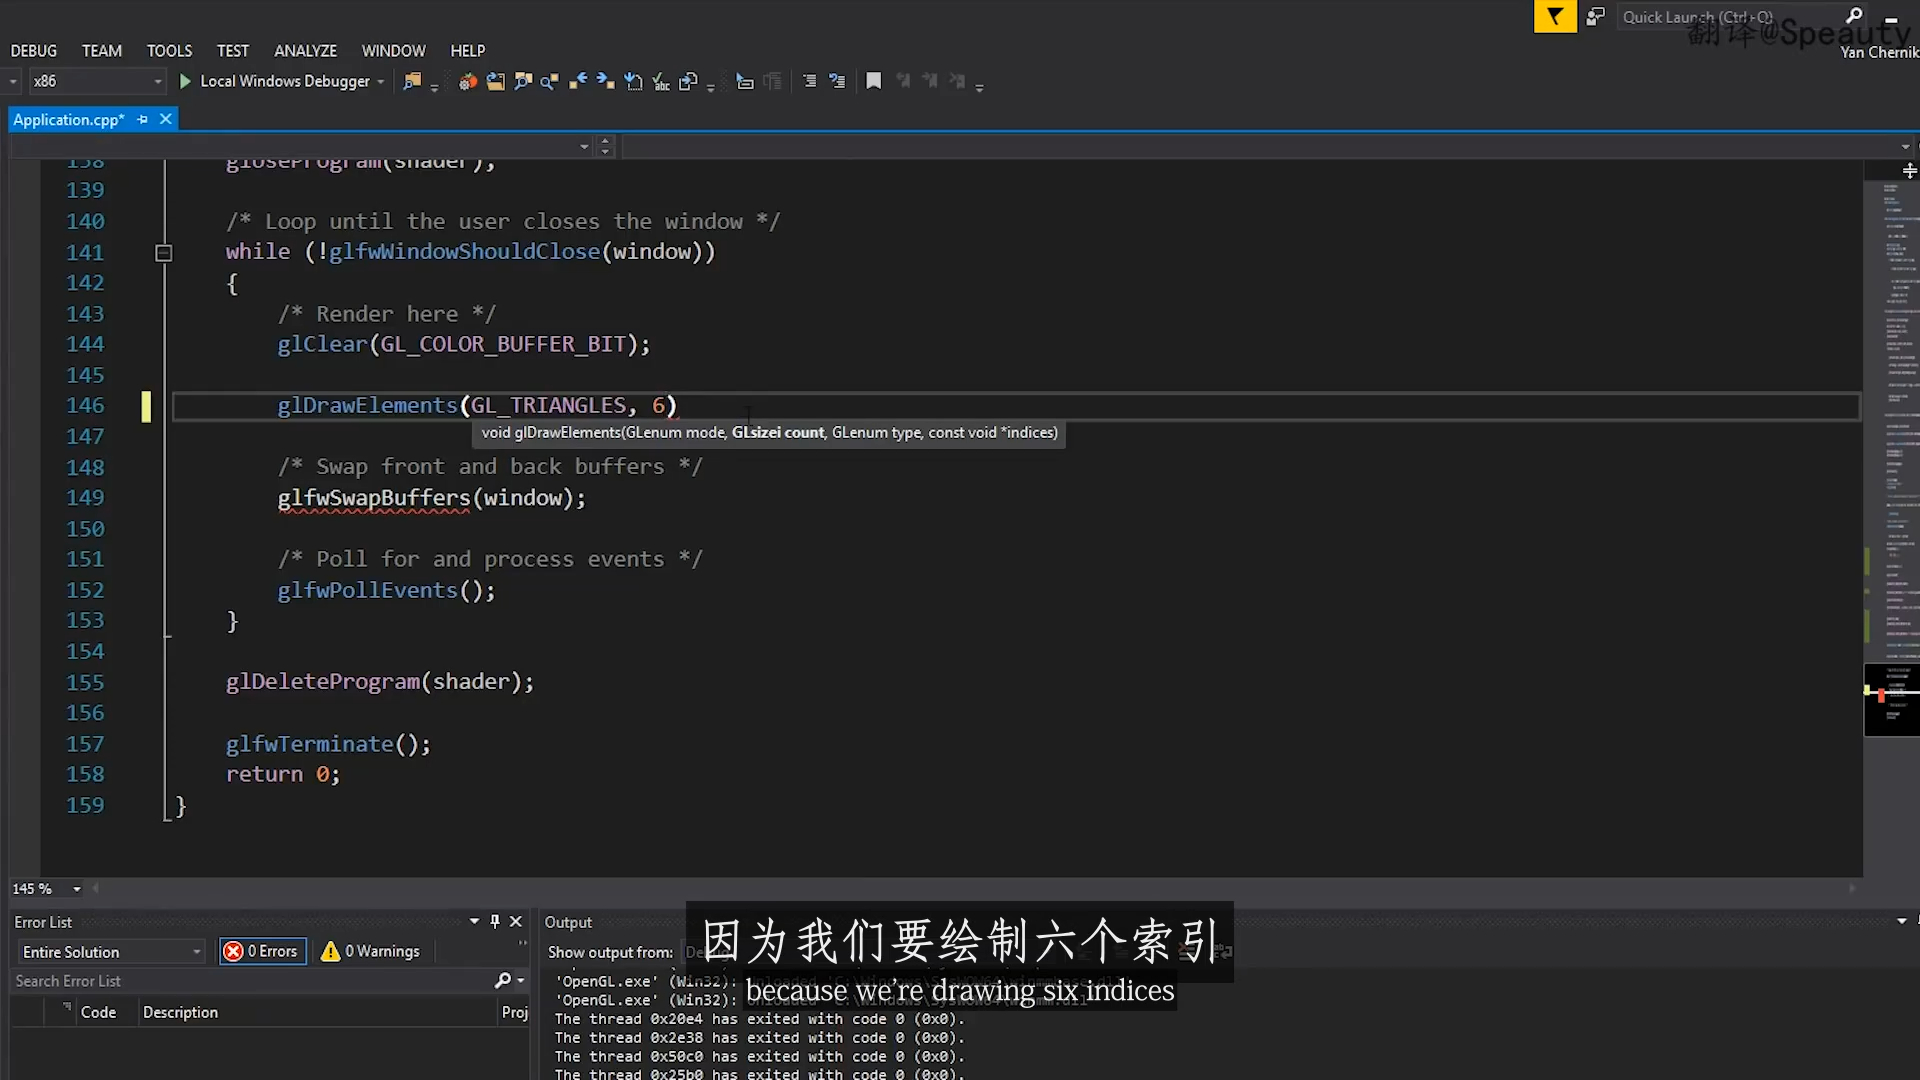 Quick Launch (Ctrl+Q)
翻译@Speauty
DEBUG TEAM TOOLS TEST ANALYZE WINDOW HELP
Yan Chernik
x86 Local Windows Debugger
Application.cpp*
138 glUseProgram(shader);
139
140 /* Loop until the user closes the window */
141 while (!glfwWindowShouldClose(window))
142 {
143 /* Render here */
144 glClear(GL_COLOR_BUFFER_BIT);
145
146 glDrawElements(GL_TRIANGLES, 6)
void glDrawElements(GLenum mode, GLsizei count, GLenum type, const void *indices)
147
148 /* Swap front and back buffers */
149 glfwSwapBuffers(window);
150
151 /* Poll for and process events */
152 glfwPollEvents();
153 }
154
155 glDeleteProgram(shader);
156
157 glfwTerminate();
158 return 0;
159 }
145 %
Error List
Entire Solution 0 Errors 0 Warnings
Search Error List
Code Description Proj
Output
Show output from:
因为我们要绘制六个索引
because we're drawing six indices
'OpenGL.exe' (Win32):
'OpenGL.exe' (Win32):
The thread 0x20e4 has exited with code 0 (0x0).
The thread 0x2e38 has exited with code 0 (0x0).
The thread 0x50c0 has exited with code 0 (0x0).
The thread 0x25b0 has exited with code 0 (0x0).